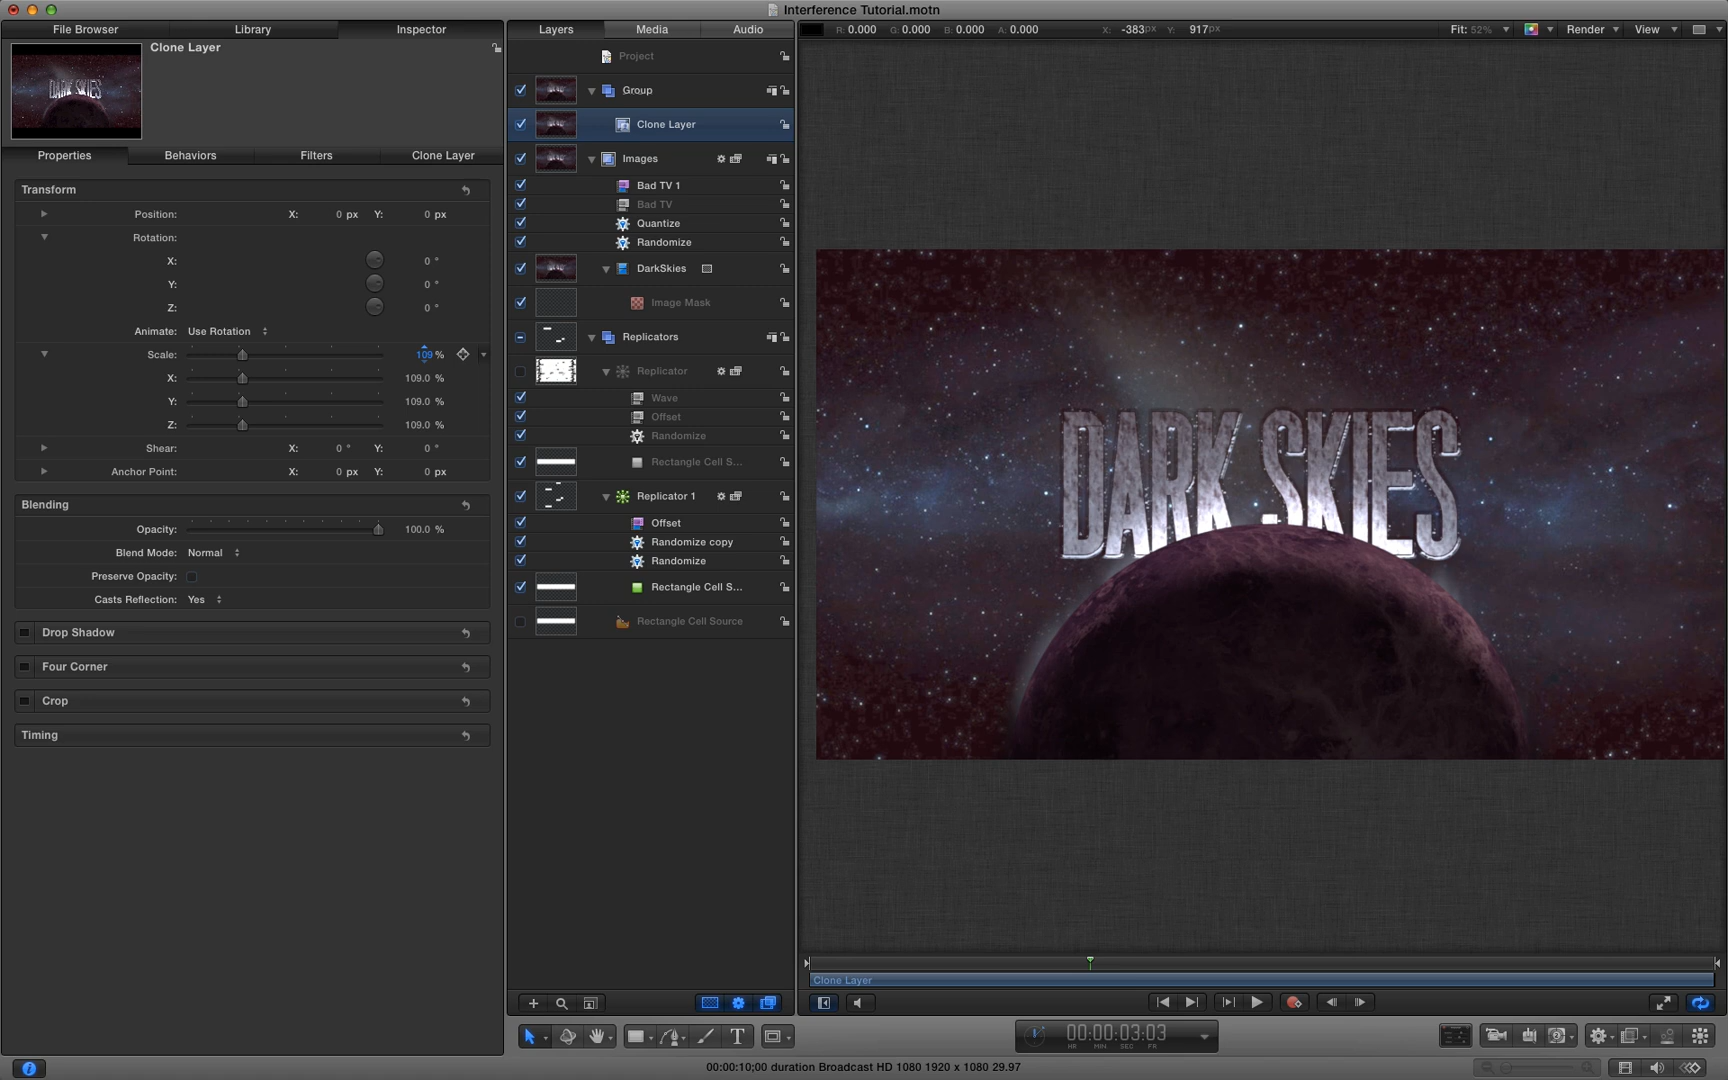 Interference Tutorial.motn
File Browser
Library
Inspector
Clone Layer
Properties
Behaviors
Filters
Clone Layer
Transform
Position: X: 0 px Y: 0 px
Rotation:
X: 0 °
Y: 0 °
Z: 0 °
Animate: Use Rotation
Scale: 109 %
X: 109.0 %
Y: 109.0 %
Z: 109.0 %
Shear: X: 0 ° Y: 0 °
Anchor Point: X: 0 px Y: 0 px
Blending
Opacity: 100.0 %
Blend Mode: Normal
Preserve Opacity:
Casts Reflection: Yes
Drop Shadow
Four Corner
Crop
Timing
Layers
Media
Audio
Project
Group
Clone Layer
Images
Bad TV 1
Bad TV
Quantize
Randomize
DarkSkies
Image Mask
Replicators
Replicator
Wave
Offset
Randomize
Rectangle Cell S...
Replicator 1
Offset
Randomize copy
Randomize
Rectangle Cell S...
Rectangle Cell Source
R: 0.000 G: 0.000 B: 0.000 A: 0.000
X: -383px Y: 917px
Fit: 52%
Render
View
DARK SKIES
Clone Layer
T
00:00:03:03
HR MIN SEC FR
00:00:10;00 duration Broadcast HD 1080 1920 x 1080 29.97